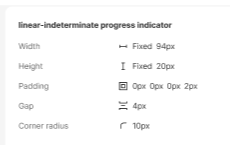 linear-indeterminate progress indicator
Width Fixed 94px
Height Fixed 20px
Padding 0px 0px 0px 2px
Gap 4px
Corner radius 10px